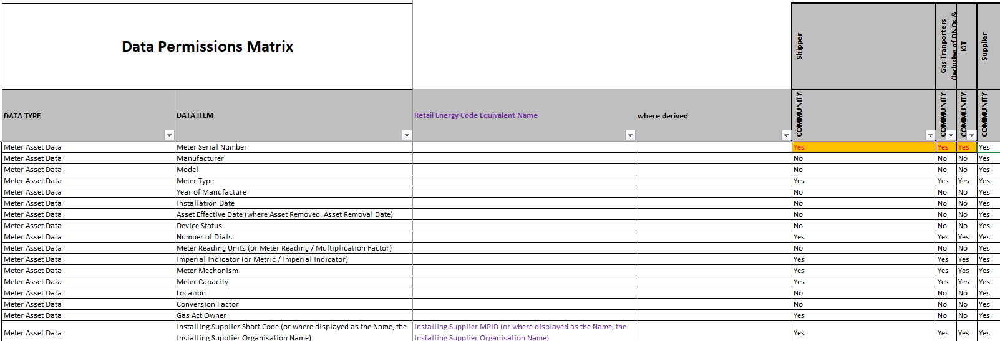 Data Permissions Matrix
Shipper
Gas Tranporters
(inclusive of DNOs &
IGT
Supplier
DATA TYPE
DATA ITEM
Retail Energy Code Equivalent Name
where derived
COMMUNITY
COMMUNITY
COMMUNITY
COMMUNITY
Meter Asset Data Meter Serial Number Yes Yes Yes Yes
Meter Asset Data Manufacturer No No No Yes
Meter Asset Data Model No No No Yes
Meter Asset Data Meter Type Yes Yes Yes Yes
Meter Asset Data Year of Manufacture No No No Yes
Meter Asset Data Installation Date No No No Yes
Meter Asset Data Asset Effective Date (where Asset Removed, Asset Removal Date) No No No Yes
Meter Asset Data Device Status No No No Yes
Meter Asset Data Number of Dials Yes Yes Yes Yes
Meter Asset Data Meter Reading Units (or Meter Reading / Multiplication Factor) No No No Yes
Meter Asset Data Imperial Indicator (or Metric / Imperial Indicator) Yes Yes Yes Yes
Meter Asset Data Meter Mechanism Yes Yes Yes Yes
Meter Asset Data Meter Capacity Yes Yes Yes Yes
Meter Asset Data Location No No No Yes
Meter Asset Data Conversion Factor No No No Yes
Meter Asset Data Gas Act Owner Yes No No Yes
Meter Asset Data
Installing Supplier Short Code (or where displayed as the Name, the
Installing Supplier Organisation Name)
Installing Supplier MPID (or where displayed as the Name, the
Installing Supplier Organisation Name)
Yes Yes Yes Yes